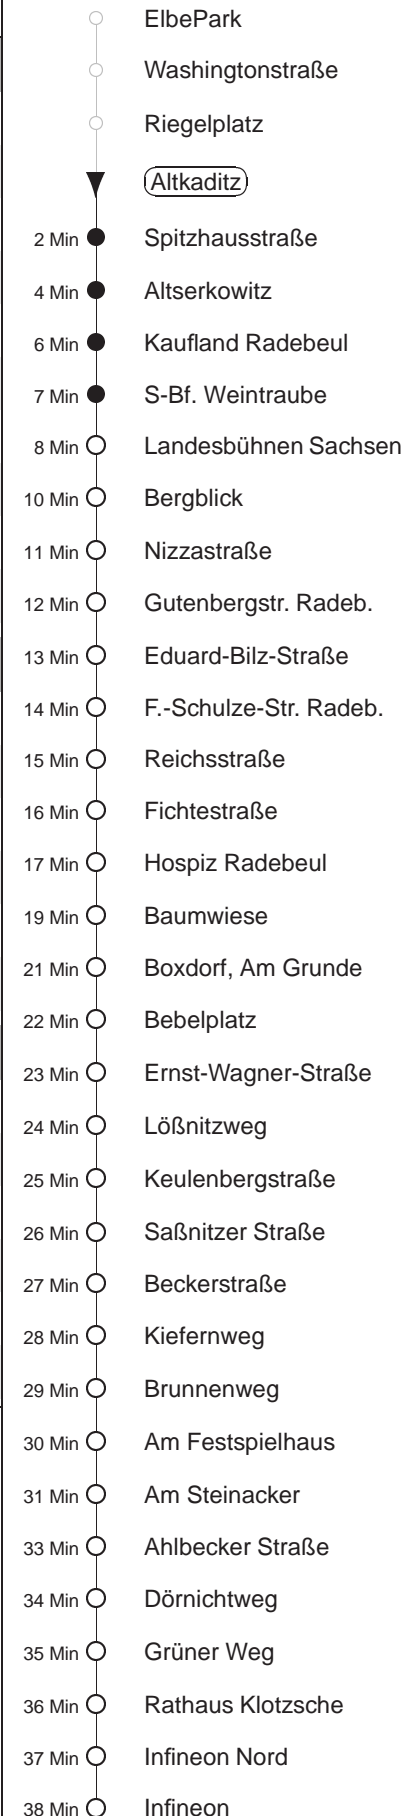 ElbePark
Washingtonstraße
Riegelplatz
Altkaditz
2 Min Spitzhausstraße
4 Min Altserkowitz
6 Min Kaufland Radebeul
7 Min S-Bf. Weintraube
8 Min Landesbühnen Sachsen
10 Min Bergblick
11 Min Nizzastraße
12 Min Gutenbergstr. Radeb.
13 Min Eduard-Bilz-Straße
14 Min F.-Schulze-Str. Radeb.
15 Min Reichsstraße
16 Min Fichtestraße
17 Min Hospiz Radebeul
19 Min Baumwiese
21 Min Boxdorf, Am Grunde
22 Min Bebelplatz
23 Min Ernst-Wagner-Straße
24 Min Lößnitzweg
25 Min Keulenbergstraße
26 Min Saßnitzer Straße
27 Min Beckerstraße
28 Min Kiefernweg
29 Min Brunnenweg
30 Min Am Festspielhaus
31 Min Am Steinacker
33 Min Ahlbecker Straße
34 Min Dörnichtweg
35 Min Grüner Weg
36 Min Rathaus Klotzsche
37 Min Infineon Nord
38 Min Infineon